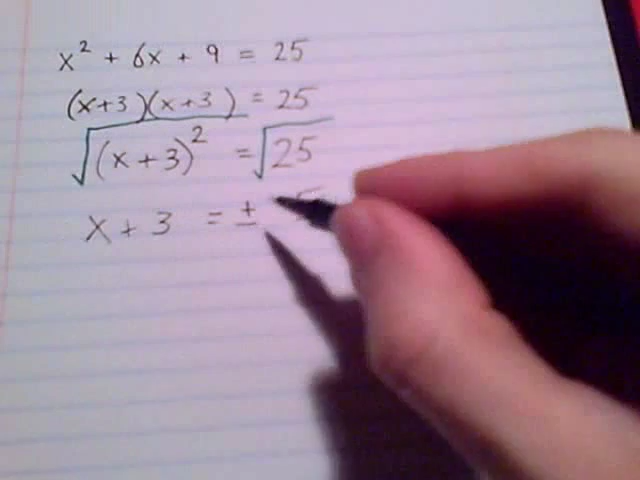 x² + 6x + 9 = 25
(x+3)(x+3) = 25
√(x+3)² = √25
x + 3 = ±